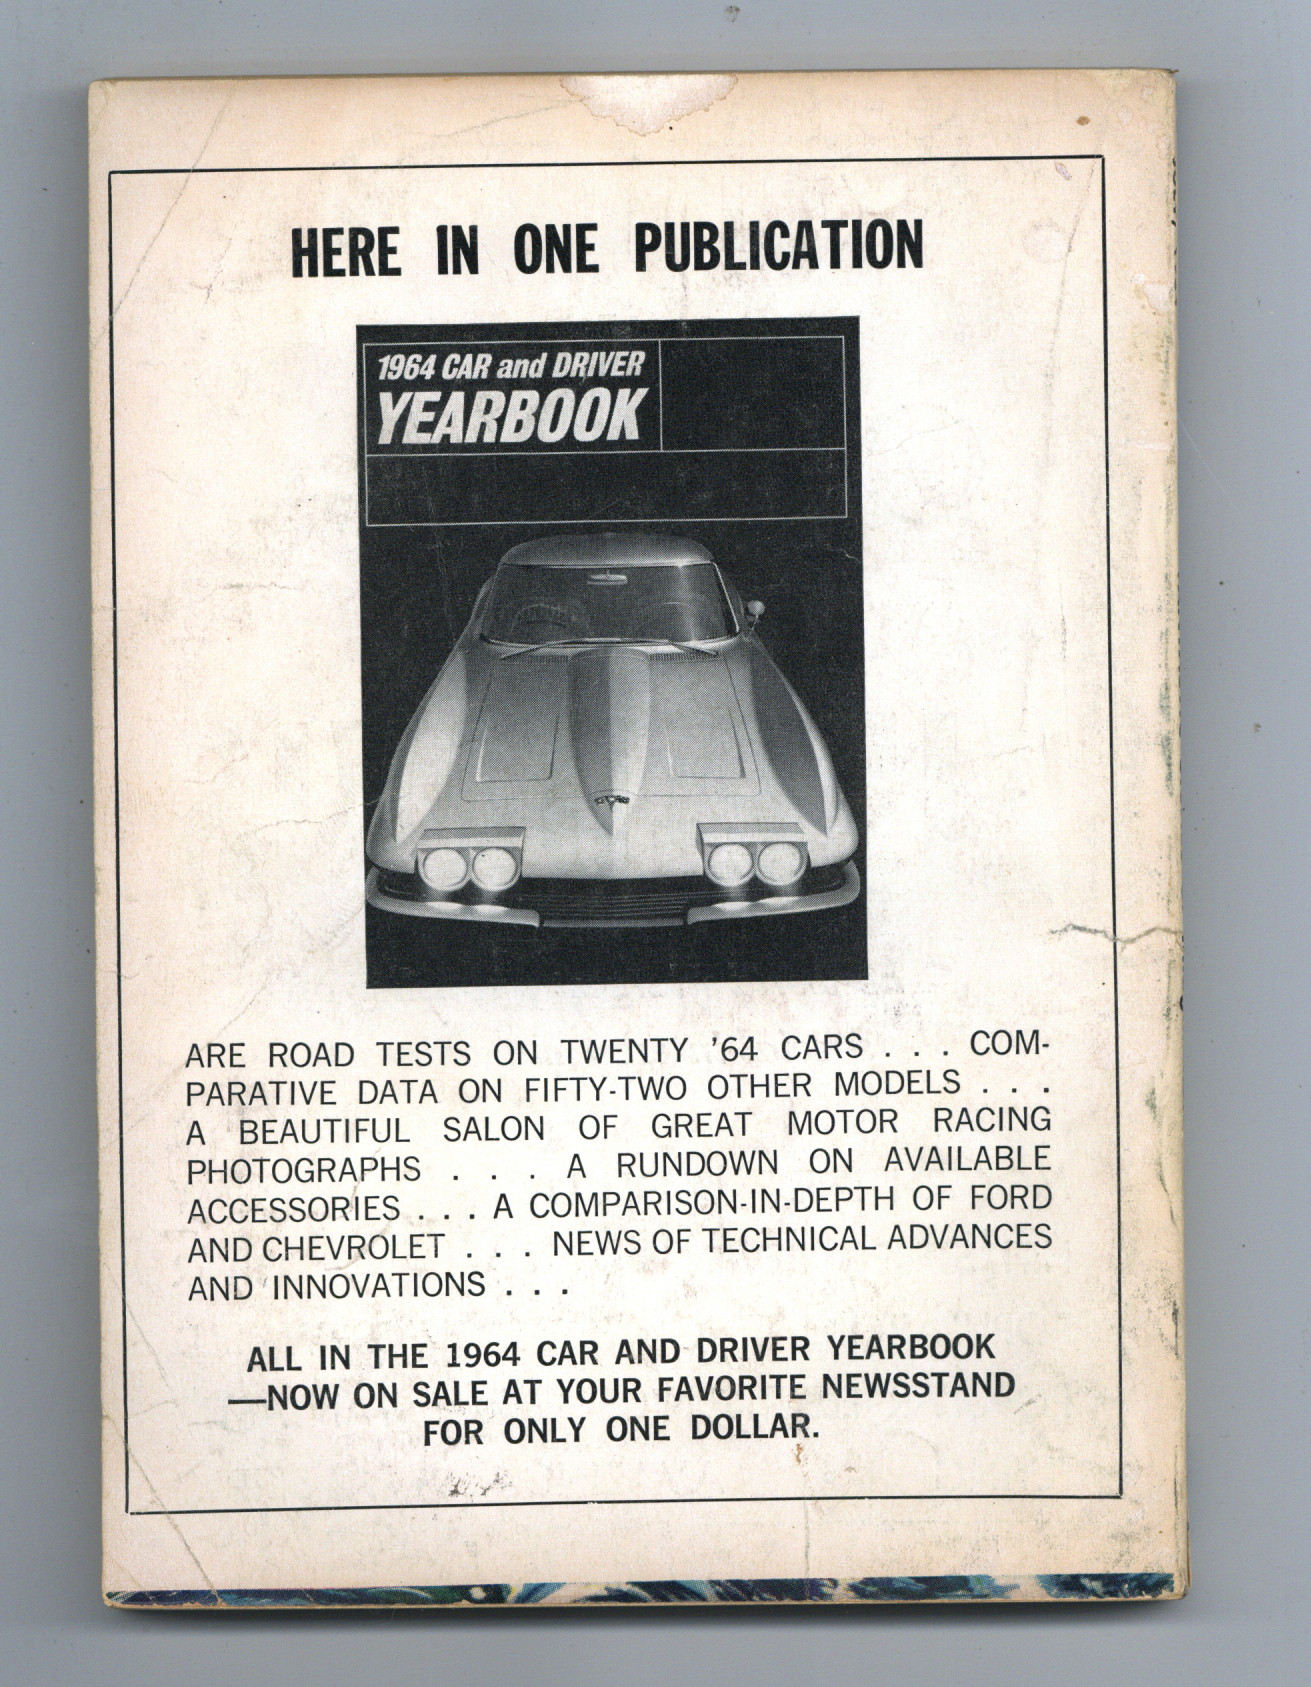 HERE IN ONE PUBLICATION
1964 CAR and DRIVER
YEARBOOK
ARE ROAD TESTS ON TWENTY ’64 CARS . . . COM-
PARATIVE DATA ON FIFTY-TWO OTHER MODELS . . .
A BEAUTIFUL SALON OF GREAT MOTOR RACING
PHOTOGRAPHS . . . A RUNDOWN ON AVAILABLE
ACCESSORIES . . . A COMPARISON-IN-DEPTH OF FORD
AND CHEVROLET . . . NEWS OF TECHNICAL ADVANCES
AND INNOVATIONS . . .
ALL IN THE 1964 CAR AND DRIVER YEARBOOK
—NOW ON SALE AT YOUR FAVORITE NEWSSTAND
FOR ONLY ONE DOLLAR.